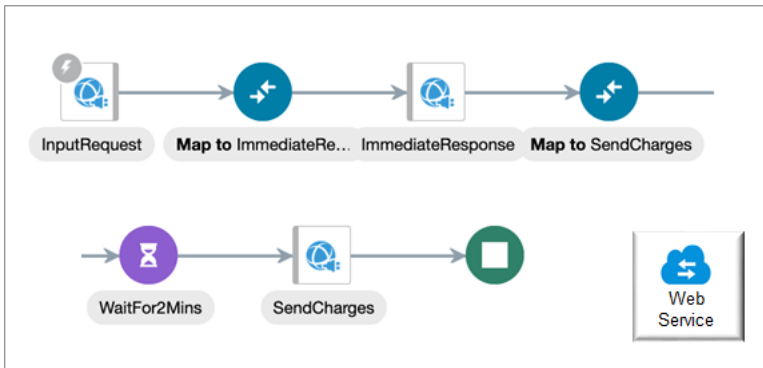 InputRequest
Map to ImmediateRe...
ImmediateResponse
Map to SendCharges
WaitFor2Mins
SendCharges
Web
Service